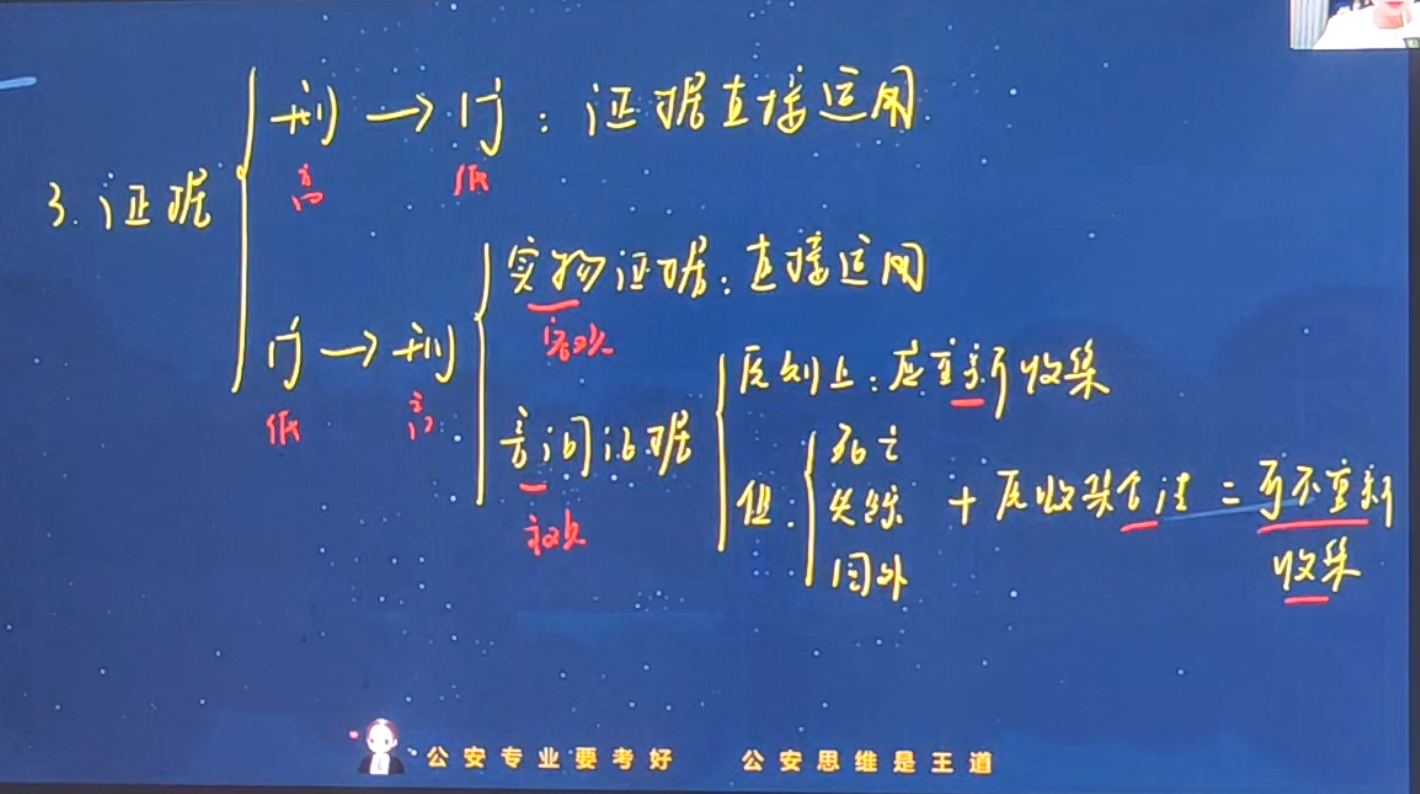 刑 → 行：证据直接运用
高 低
3.证据
实物证据：直接运用
客观
行 → 刑
低 高
原则上：应重新收集
言词证据
主观
死亡
但： 失踪 + 原收集合法 = 可不重新
国外 收集
公安专业要考好 公安思维是王道